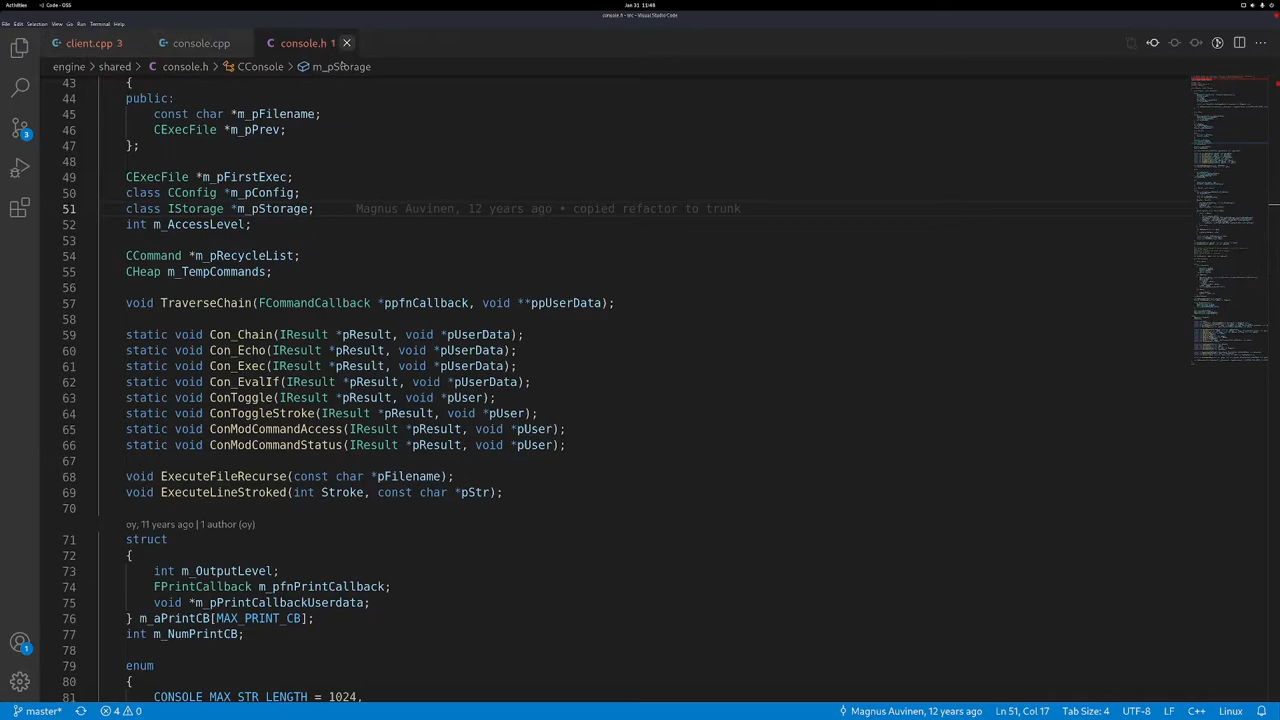 Activities Code - OSS Jan 31 11:48
console.h - src - Visual Studio Code
File Edit Selection View Go Run Terminal Help
client.cpp 3 console.cpp console.h 1
engine > shared > console.h > CConsole > m_pStorage
43 {
44 public:
45 const char *m_pFilename;
46 CExecFile *m_pPrev;
47 };
48
49 CExecFile *m_pFirstExec;
50 class CConfig *m_pConfig;
51 class IStorage *m_pStorage; Magnus Auvinen, 12 ago • copied refactor to trunk
52 int m_AccessLevel;
53
54 CCommand *m_pRecycleList;
55 CHeap m_TempCommands;
56
57 void TraverseChain(FCommandCallback *ppfnCallback, void **ppUserData);
58
59 static void Con_Chain(IResult *pResult, void *pUserData);
60 static void Con_Echo(IResult *pResult, void *pUserData);
61 static void Con_Exec(IResult *pResult, void *pUserData);
62 static void Con_EvalIf(IResult *pResult, void *pUserData);
63 static void ConToggle(IResult *pResult, void *pUser);
64 static void ConToggleStroke(IResult *pResult, void *pUser);
65 static void ConModCommandAccess(IResult *pResult, void *pUser);
66 static void ConModCommandStatus(IResult *pResult, void *pUser);
67
68 void ExecuteFileRecurse(const char *pFilename);
69 void ExecuteLineStroked(int Stroke, const char *pStr);
70
oy, 11 years ago | 1 author (oy)
71 struct
72 {
73 int m_OutputLevel;
74 FPrintCallback m_pfnPrintCallback;
75 void *m_pPrintCallbackUserdata;
76 } m_aPrintCB[MAX_PRINT_CB];
77 int m_NumPrintCB;
78
79 enum
80 {
81 CONSOLE_MAX_STR_LENGTH = 1024,
3
1
master* 4 0 Magnus Auvinen, 12 years ago Ln 51, Col 17 Tab Size: 4 UTF-8 LF C++ Linux